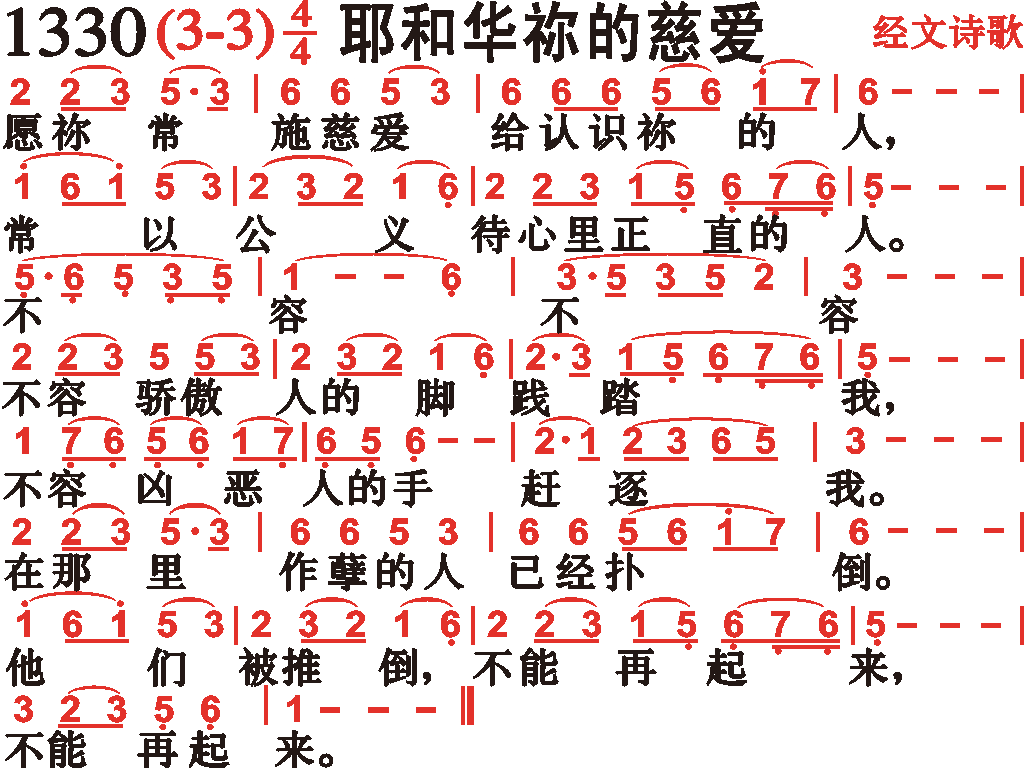 1330 (3-3) 4/4 耶和华祢的慈爱 经文诗歌
2 2 3 5·3 | 6 6 5 3 | 6 6 6 5 6 1 7 | 6 - - - |
愿祢 常 施慈爱 给认识祢 的 人,
1 6 1 5 3 | 2 3 2 1 6 | 2 2 3 1 5 6 7 6 | 5 - - - |
常 以 公 义 待心里正 直的 人。
5·6 5 3 5 | 1 - - 6 | 3·5 3 5 2 | 3 - - - |
不 容 不 容
2 2 3 5 5 3 | 2 3 2 1 6 | 2·3 1 5 6 7 6 | 5 - - - |
不容 骄傲 人的 脚 践 踏 我,
1 7 6 5 6 1 7 | 6 5 6 - - | 2·1 2 3 6 5 | 3 - - - |
不容 凶 恶 人的手 赶 逐 我。
2 2 3 5·3 | 6 6 5 3 | 6 6 5 6 1 7 | 6 - - - |
在那 里 作孽的人 已经扑 倒。
1 6 1 5 3 | 2 3 2 1 6 | 2 2 3 1 5 6 7 6 | 5 - - - |
他 们 被推 倒, 不能 再 起 来,
3 2 3 5 6 | 1 - - - ||
不能 再起 来。